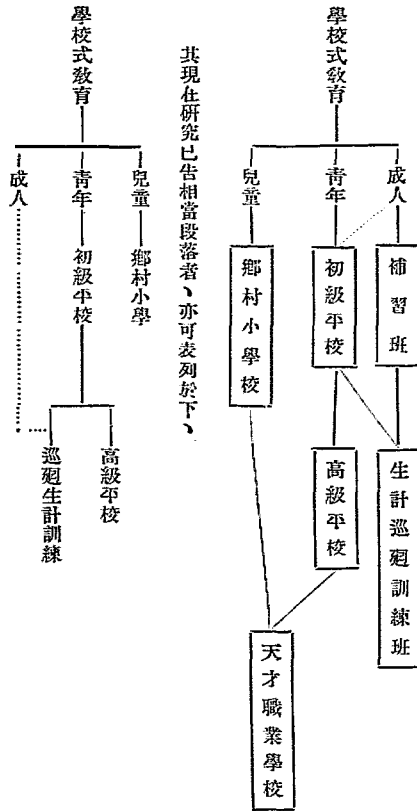 學校式教育
成人
補習班
生計巡廻訓練班
青年
初級平校
高級平校
兒童
鄉村小學校
天才職業學校
其現在研究已告相當段落者、亦可表列於下、
學校式教育
兒童
鄉村小學
青年
初級平校
高級平校
巡廻生計訓練
成人